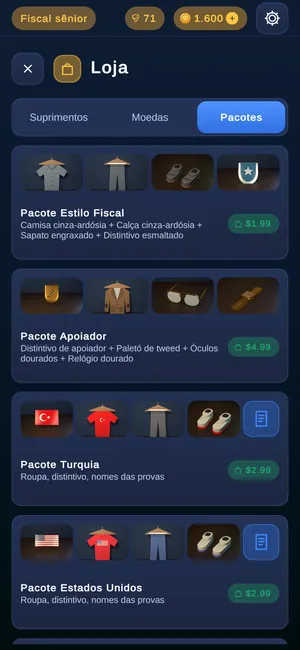 Fiscal sênior
71
1.600
Loja
Suprimentos
Moedas
Pacotes
Pacote Estilo Fiscal
Camisa cinza-ardósia + Calça cinza-ardósia +
Sapato engraxado + Distintivo esmaltado
$1.99
Pacote Apoiador
Distintivo de apoiador + Paletó de tweed + Óculos
dourados + Relógio dourado
$4.99
Pacote Turquia
Roupa, distintivo, nomes das provas
$2.99
Pacote Estados Unidos
Roupa, distintivo, nomes das provas
$2.99